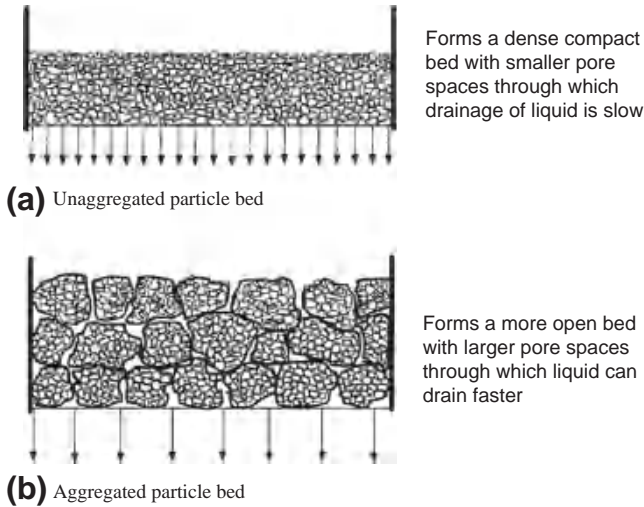 Forms a dense compact
bed with smaller pore
spaces through which
drainage of liquid is slow
(a) Unaggregated particle bed
Forms a more open bed
with larger pore spaces
through which liquid can
drain faster
(b) Aggregated particle bed